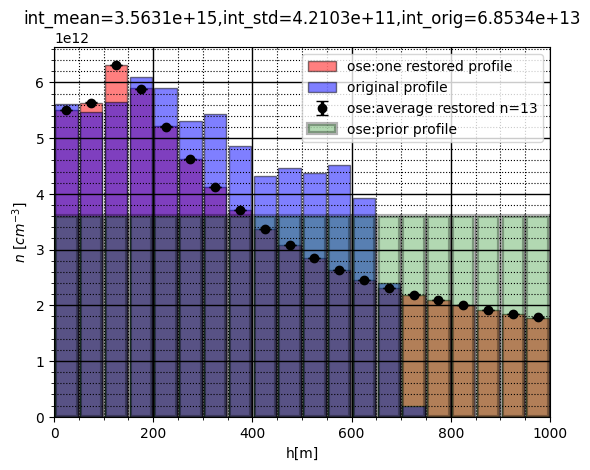 int_mean=3.5631e+15,int_std=4.2103e+11,int_orig=6.8534e+13
1e12
ose:one restored profile
original profile
ose:average restored n=13
ose:prior profile
6
5
4
3
2
1
0
n [cm⁻³]
0 200 400 600 800 1000
h[m]